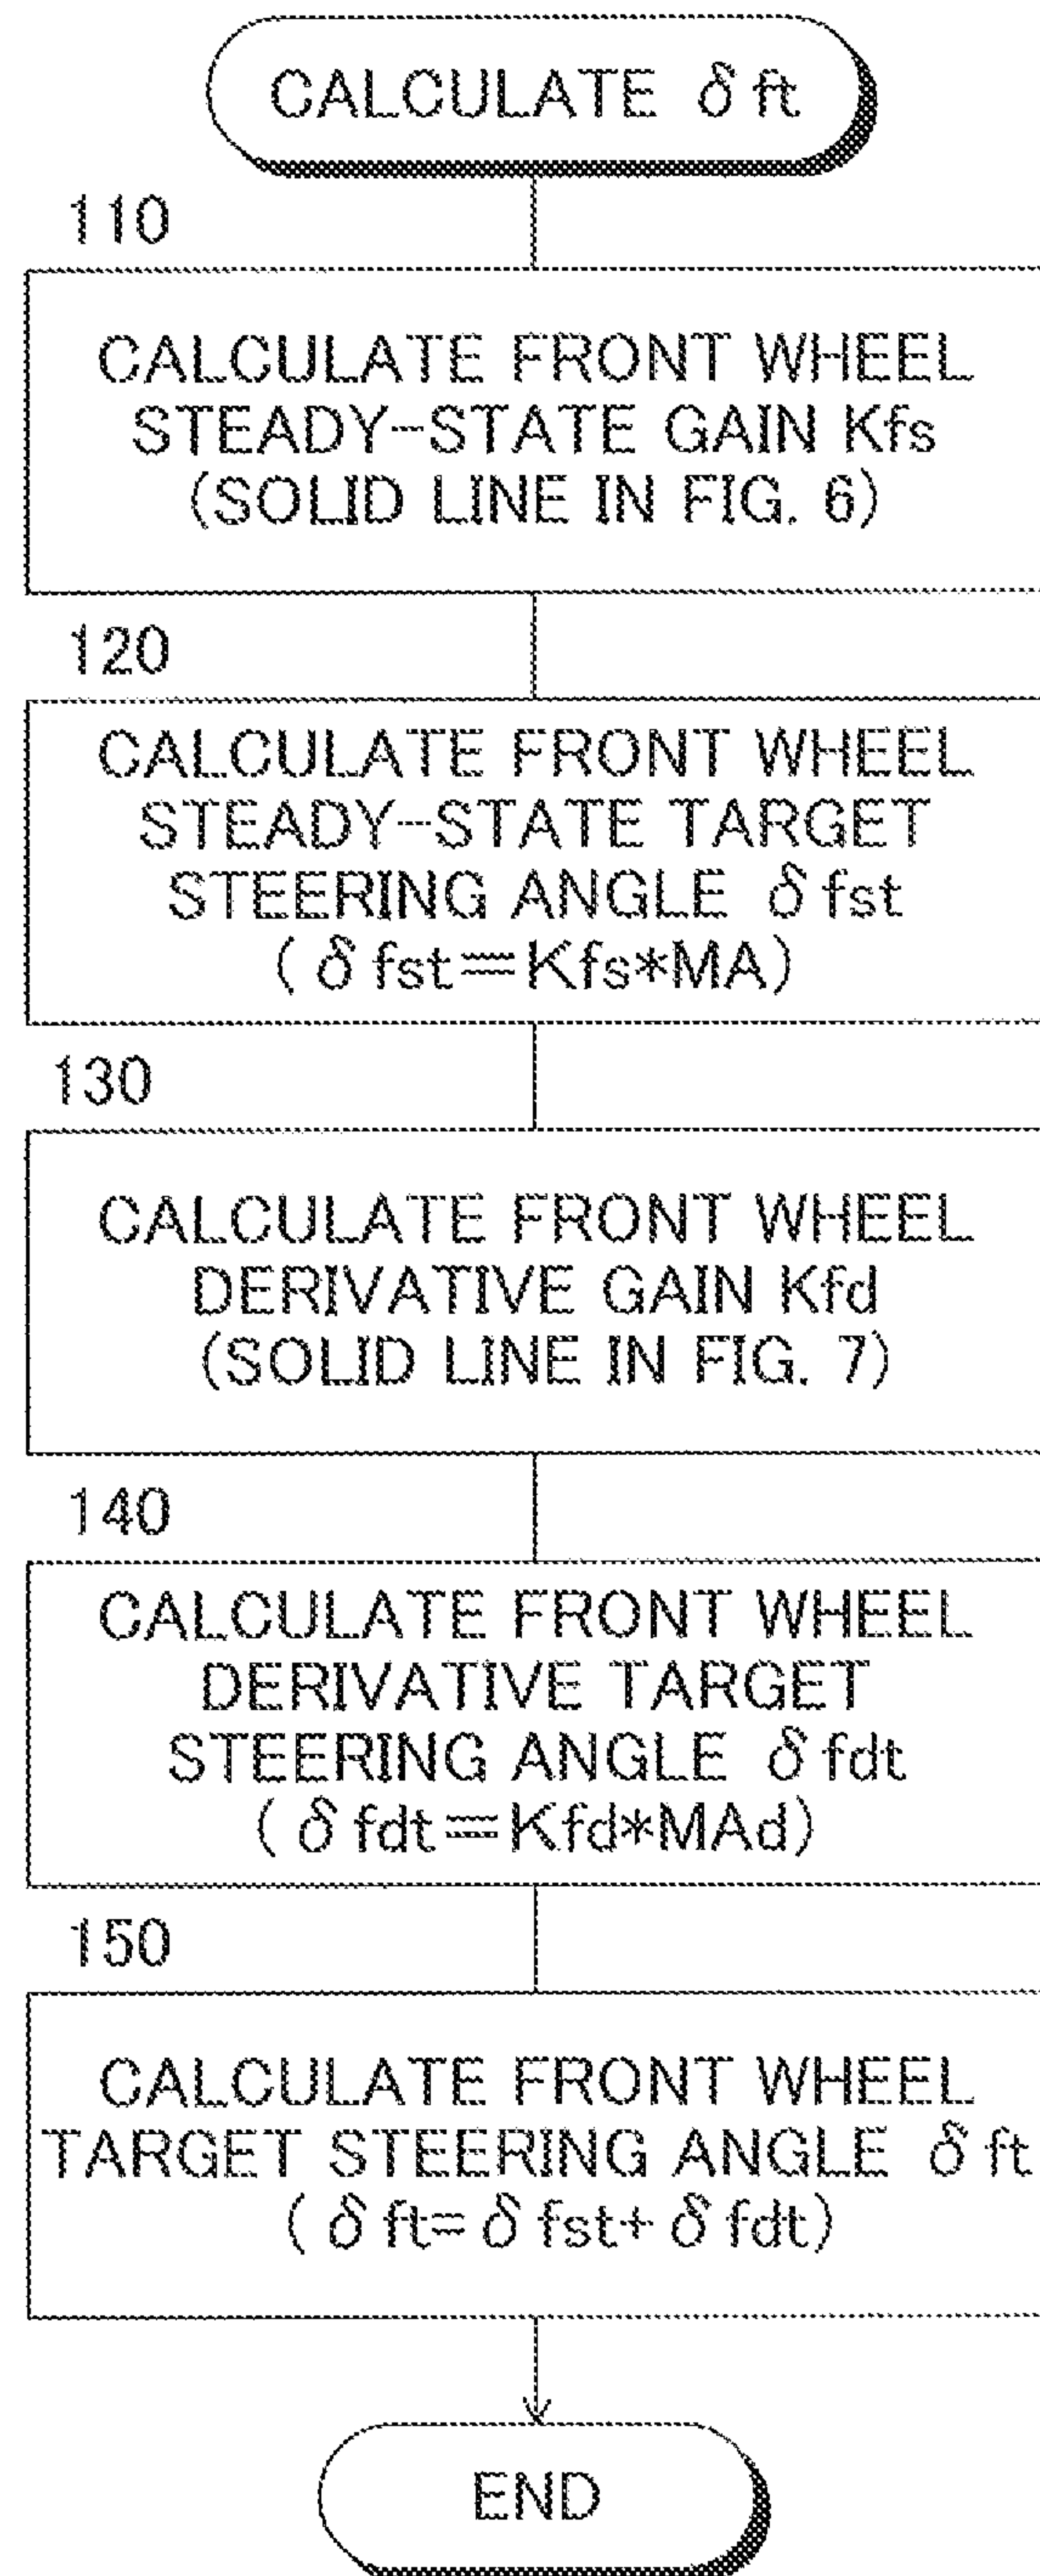 CALCULATE δft
110
CALCULATE FRONT WHEEL
STEADY-STATE GAIN Kfs
(SOLID LINE IN FIG. 6)
120
CALCULATE FRONT WHEEL
STEADY-STATE TARGET
STEERING ANGLE δfst
(δfst=Kfs*MA)
130
CALCULATE FRONT WHEEL
DERIVATIVE GAIN Kfd
(SOLID LINE IN FIG. 7)
140
CALCULATE FRONT WHEEL
DERIVATIVE TARGET
STEERING ANGLE δfdt
(δfdt=Kfd*MAd)
150
CALCULATE FRONT WHEEL
TARGET STEERING ANGLE δft
(δft=δfst+δfdt)
END